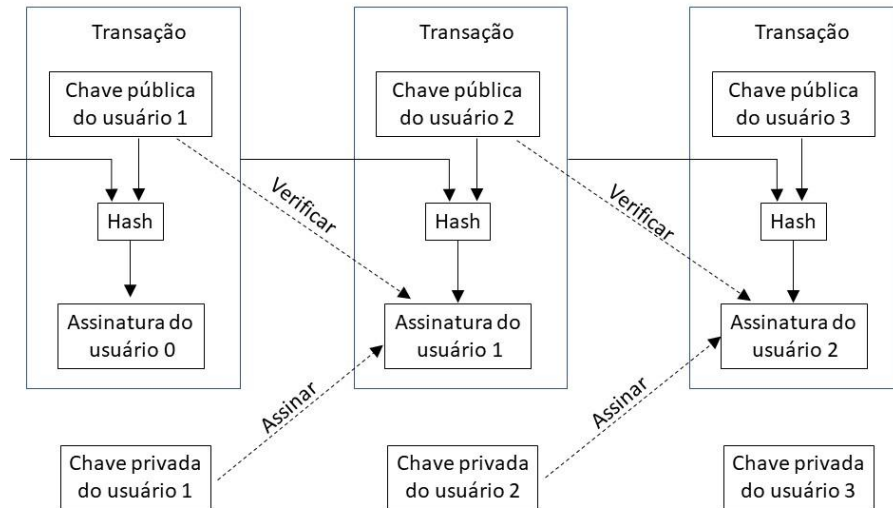 Transação
Transação
Transação
Chave pública
do usuário 1
Chave pública
do usuário 2
Chave pública
do usuário 3
Verificar
Verificar
Hash
Hash
Hash
Assinatura do
usuário 0
Assinatura do
usuário 1
Assinatura do
usuário 2
Assinar
Assinar
Chave privada
do usuário 1
Chave privada
do usuário 2
Chave privada
do usuário 3